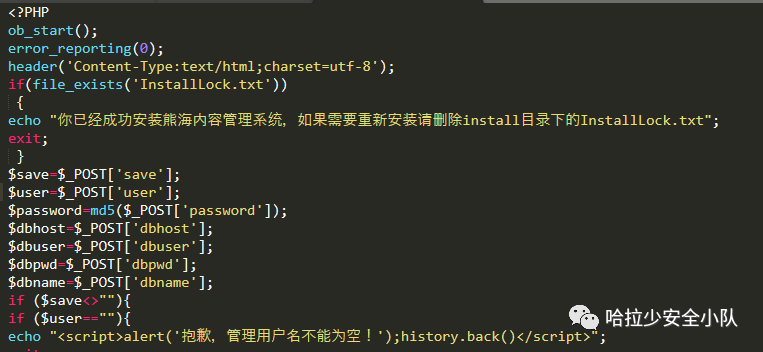 <?PHP
ob_start();
error_reporting(0);
header('Content-Type:text/html;charset=utf-8');
if(file_exists('InstallLock.txt'))
{
echo "你已经成功安装熊海内容管理系统，如果需要重新安装请删除install目录下的InstallLock.txt";
exit;
}
$save=$_POST['save'];
$user=$_POST['user'];
$password=md5($_POST['password']);
$dbhost=$_POST['dbhost'];
$dbuser=$_POST['dbuser'];
$dbpwd=$_POST['dbpwd'];
$dbname=$_POST['dbname'];
if ($save<>""){
if ($user==""){
echo "<script>alert('抱歉，管理用户名不能为空！');history.back()</script>";
哈拉少安全小队